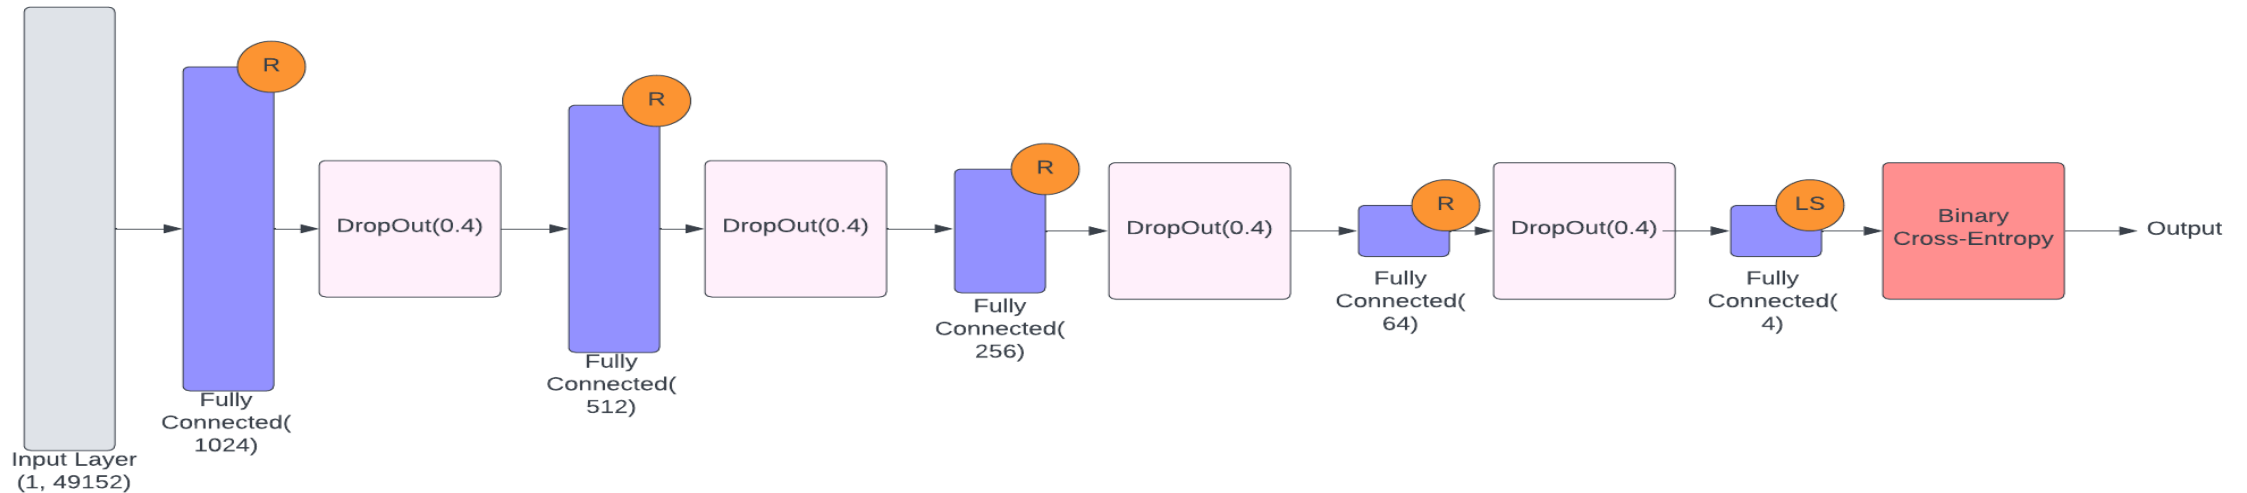 Input Layer
(1, 49152)
R
Fully
Connected(
1024)
DropOut(0.4)
R
Fully
Connected(
512)
DropOut(0.4)
R
Fully
Connected(
256)
DropOut(0.4)
R
Fully
Connected(
64)
DropOut(0.4)
LS
Fully
Connected(
4)
Binary
Cross-Entropy
Output